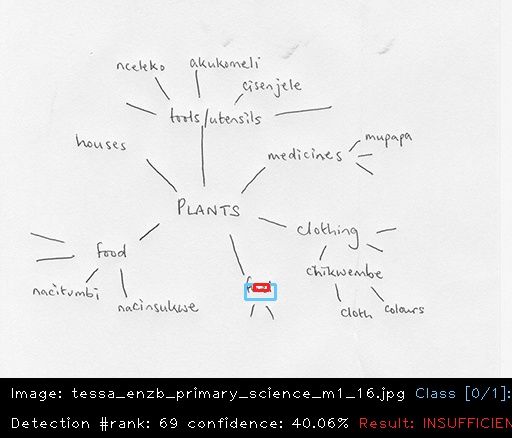 nceleko akukomeli
cisenjele
tools/utensils
houses
mupapa
medicines
PLANTS
clothing
food
chikwembe
nacitumbi
nacinsukwe
cloth colours
Image: tessa_enzb_primary_science_m1_16.jpg Class [0/1]:
Detection #rank: 69 confidence: 40.06% Result: INSUFFICIEN